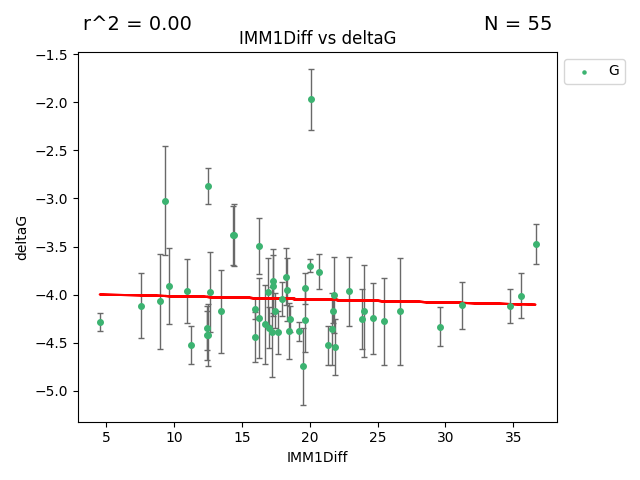 r^2 = 0.00
N = 55
IMM1Diff vs deltaG
G
deltaG
−1.5
−2.0
−2.5
−3.0
−3.5
−4.0
−4.5
−5.0
5 10 15 20 25 30 35
IMM1Diff